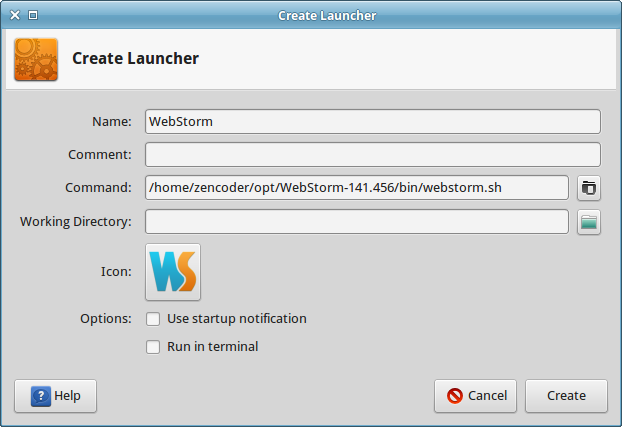 Create Launcher
Create Launcher
Name: WebStorm
Comment:
Command: /home/zencoder/opt/WebStorm-141.456/bin/webstorm.sh
Working Directory:
Icon: WS
Options: Use startup notification
Run in terminal
? Help Cancel Create